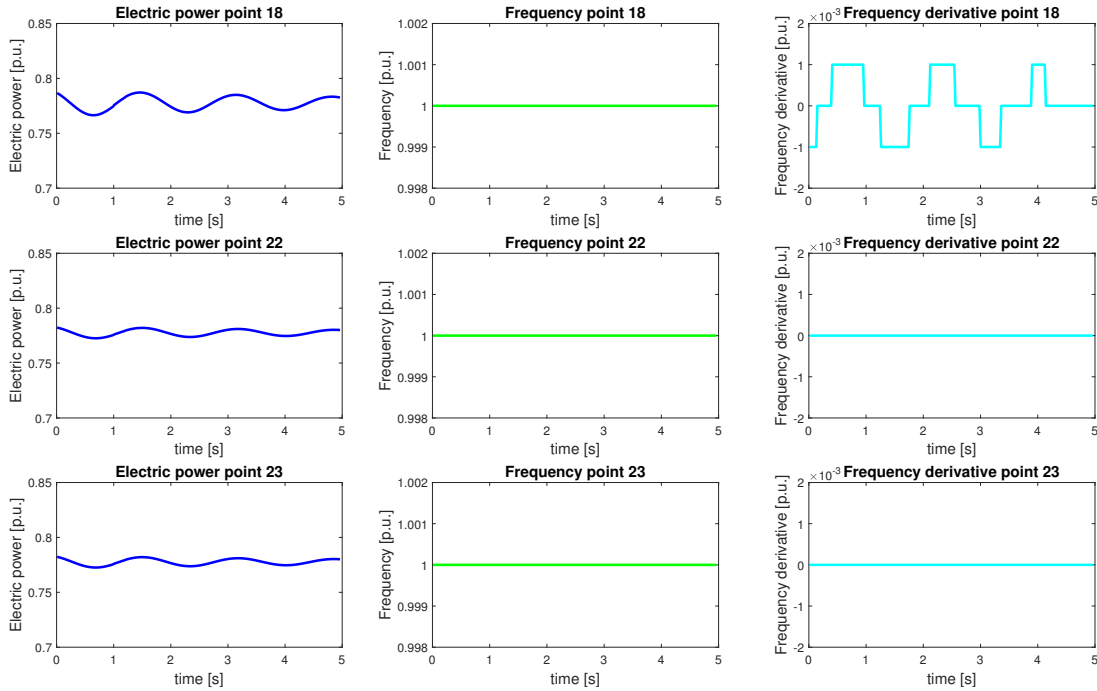 Electric power point 18
Electric power [p.u.]
0.85
0.8
0.75
0.7
0 1 2 3 4 5
time [s]
Frequency point 18
Frequency [p.u.]
1.002
1.001
1
0.999
0.998
0 1 2 3 4 5
time [s]
×10-3 Frequency derivative point 18
Frequency derivative [p.u.]
2
1
0
-1
-2
0 1 2 3 4 5
time [s]
Electric power point 22
Electric power [p.u.]
0.85
0.8
0.75
0.7
0 1 2 3 4 5
time [s]
Frequency point 22
Frequency [p.u.]
1.002
1.001
1
0.999
0.998
0 1 2 3 4 5
time [s]
×10-3 Frequency derivative point 22
Frequency derivative [p.u.]
2
1
0
-1
-2
0 1 2 3 4 5
time [s]
Electric power point 23
Electric power [p.u.]
0.85
0.8
0.75
0.7
0 1 2 3 4 5
time [s]
Frequency point 23
Frequency [p.u.]
1.002
1.001
1
0.999
0.998
0 1 2 3 4 5
time [s]
×10-3 Frequency derivative point 23
Frequency derivative [p.u.]
2
1
0
-1
-2
0 1 2 3 4 5
time [s]